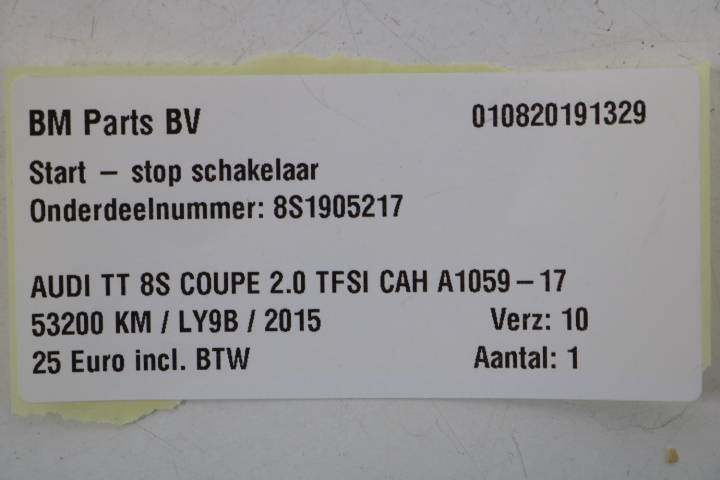 BM Parts BV 010820191329
Start – stop schakelaar
Onderdeelnummer: 8S1905217
AUDI TT 8S COUPE 2.0 TFSI CAH A1059 – 17
53200 KM / LY9B / 2015 Verz: 10
25 Euro incl. BTW Aantal: 1